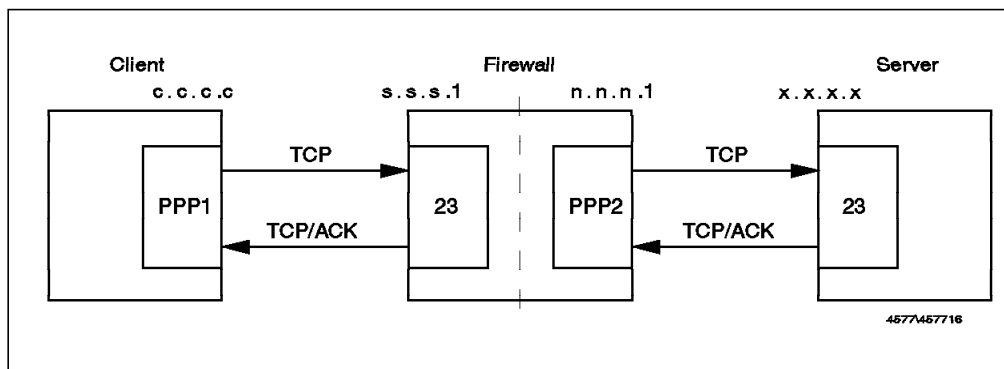 Client Firewall Server
c.c.c.c s.s.s.1 n.n.n.1 x.x.x.x
TCP TCP
PPP1 23 PPP2 23
TCP/ACK TCP/ACK
4577\457716